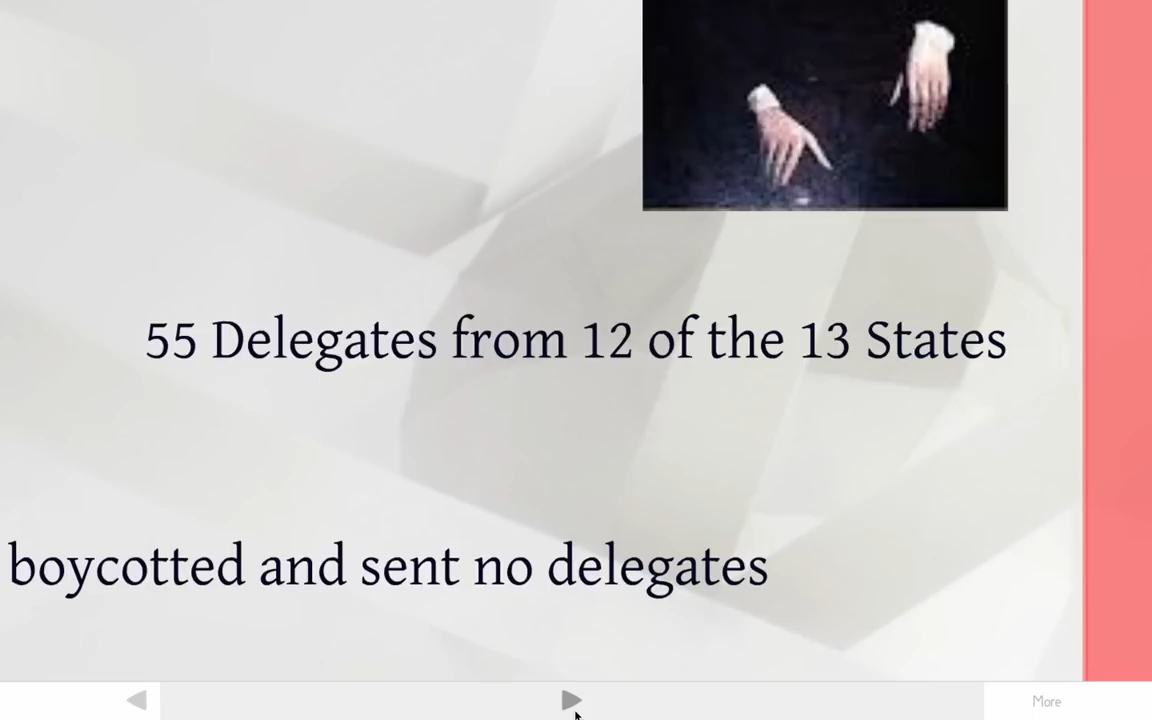 55 Delegates from 12 of the 13 States
boycotted and sent no delegates
More